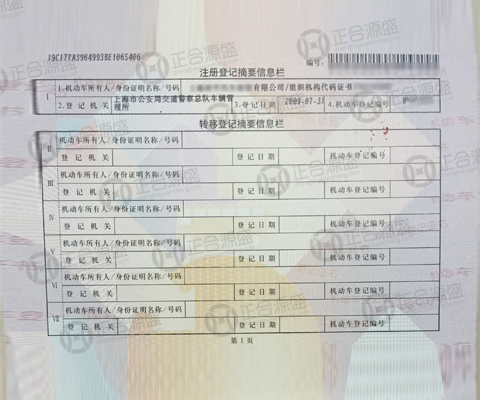 19C177A3964993BE1065406
编号:
注册登记摘要信息栏
I 1.机动车所有人/身份证明名称/号码 有限公司/组织机构代码证书
2.登记机关 上海市公安局交通警察总队车辆管理所 3.登记日期 2009-07-31 4.机动车登记编号
转移登记摘要信息栏
II 机动车所有人/身份证明名称/号码
登记机关 登记日期 机动车登记编号
III 机动车所有人/身份证明名称/号码
登记机关 登记日期 机动车登记编号
IV 机动车所有人/身份证明名称/号码
登记机关 登记日期 机动车登记编号
V 机动车所有人/身份证明名称/号码
登记机关 登记日期 机动车登记编号
VI 机动车所有人/身份证明名称/号码
登记机关 登记日期 机动车登记编号
VII 机动车所有人/身份证明名称/号码
登记机关 登记日期 机动车登记编号
第1页
正合源盛